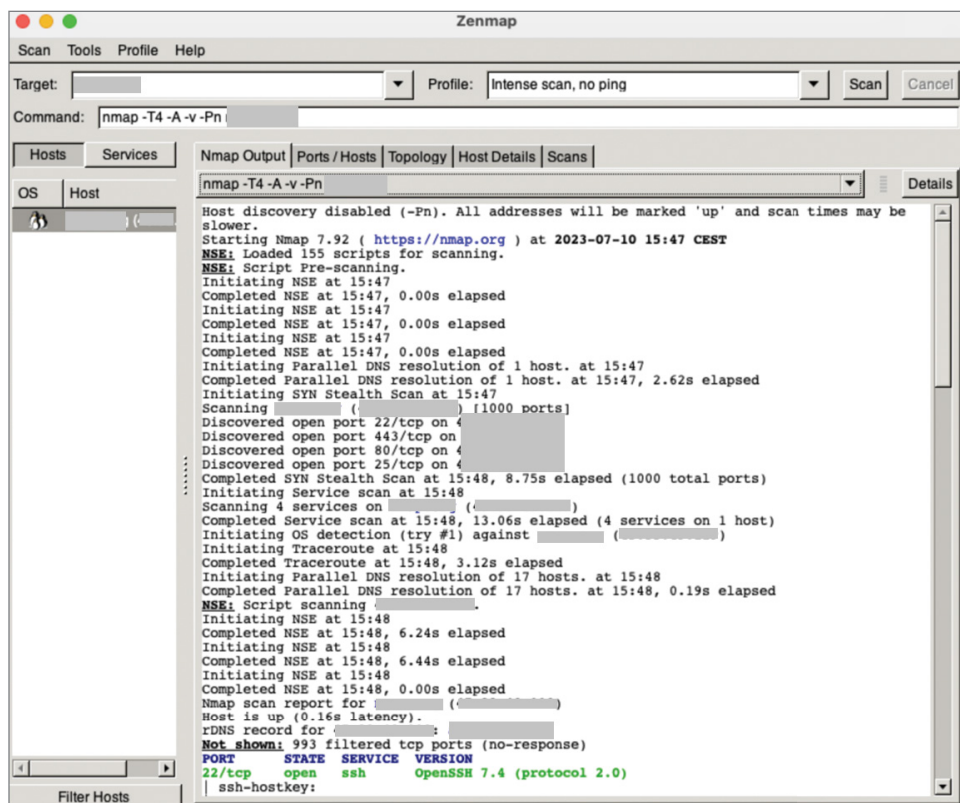 Zenmap
Scan Tools Profile Help
Target: Profile: Intense scan, no ping Scan Cancel
Command: nmap -T4 -A -v -Pn
Hosts Services
Nmap Output Ports / Hosts Topology Host Details Scans
OS Host
nmap -T4 -A -v -Pn Details
Host discovery disabled (-Pn). All addresses will be marked 'up' and scan times may be
slower.
Starting Nmap 7.92 ( https://nmap.org ) at 2023-07-10 15:47 CEST
NSE: Loaded 155 scripts for scanning.
NSE: Script Pre-scanning.
Initiating NSE at 15:47
Completed NSE at 15:47, 0.00s elapsed
Initiating NSE at 15:47
Completed NSE at 15:47, 0.00s elapsed
Initiating NSE at 15:47
Completed NSE at 15:47, 0.00s elapsed
Initiating Parallel DNS resolution of 1 host. at 15:47
Completed Parallel DNS resolution of 1 host. at 15:47, 2.62s elapsed
Initiating SYN Stealth Scan at 15:47
Scanning ( ) [1000 ports]
Discovered open port 22/tcp on 4
Discovered open port 443/tcp on
Discovered open port 80/tcp on 4
Discovered open port 25/tcp on 4
Completed SYN Stealth Scan at 15:48, 8.75s elapsed (1000 total ports)
Initiating Service scan at 15:48
Scanning 4 services on ( )
Completed Service scan at 15:48, 13.06s elapsed (4 services on 1 host)
Initiating OS detection (try #1) against ( )
Initiating Traceroute at 15:48
Completed Traceroute at 15:48, 3.12s elapsed
Initiating Parallel DNS resolution of 17 hosts. at 15:48
Completed Parallel DNS resolution of 17 hosts. at 15:48, 0.19s elapsed
NSE: Script scanning .
Initiating NSE at 15:48
Completed NSE at 15:48, 6.24s elapsed
Initiating NSE at 15:48
Completed NSE at 15:48, 6.44s elapsed
Initiating NSE at 15:48
Completed NSE at 15:48, 0.00s elapsed
Nmap scan report for ( )
Host is up (0.16s latency).
rDNS record for :
Not shown: 993 filtered tcp ports (no-response)
PORT STATE SERVICE VERSION
22/tcp open ssh OpenSSH 7.4 (protocol 2.0)
| ssh-hostkey:
Filter Hosts